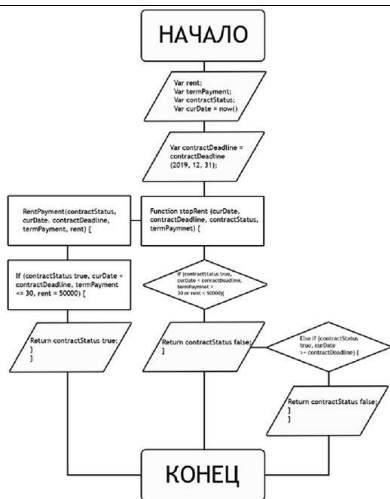 НАЧАЛО
Var rent;
Var termPayment;
Var contractStatus;
Var curDate = now()
Var contractDeadline =
contractDeadline
(2019, 12, 31);
RentPayment(contractStatus,
curDate. contractDeadline,
termPayment, rent) {
Function stopRent (curDate,
contractDeadline, contractStatus,
termPaymnet) {
If (contractStatus true, curDate <
contractDeadline, termPayment
<= 30, rent = 50000) {
If (contractStatus true,
curDate < contractDeadline,
termPaymnet >
30 or rent < 50000){
Return contractStatus true;
}
]
Return contractStatus false;
]
Else if (contractStatus
true, curDate
>= contractDeadline) {
Return contractStatus false;
]
]
КОНЕЦ